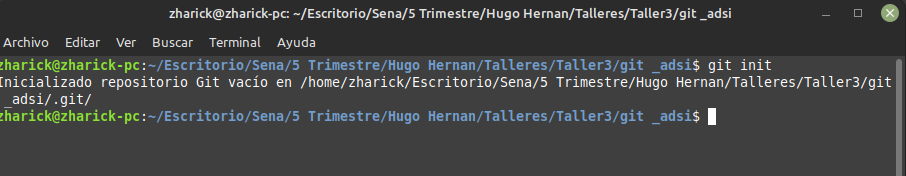 zharick@zharick-pc: ~/Escritorio/Sena/5 Trimestre/Hugo Hernan/Talleres/Taller3/git _adsi
Archivo Editar Ver Buscar Terminal Ayuda
zharick@zharick-pc:~/Escritorio/Sena/5 Trimestre/Hugo Hernan/Talleres/Taller3/git _adsi$ git init
Inicializado repositorio Git vacío en /home/zharick/Escritorio/Sena/5 Trimestre/Hugo Hernan/Talleres/Taller3/git
_adsi/.git/
zharick@zharick-pc:~/Escritorio/Sena/5 Trimestre/Hugo Hernan/Talleres/Taller3/git _adsi$